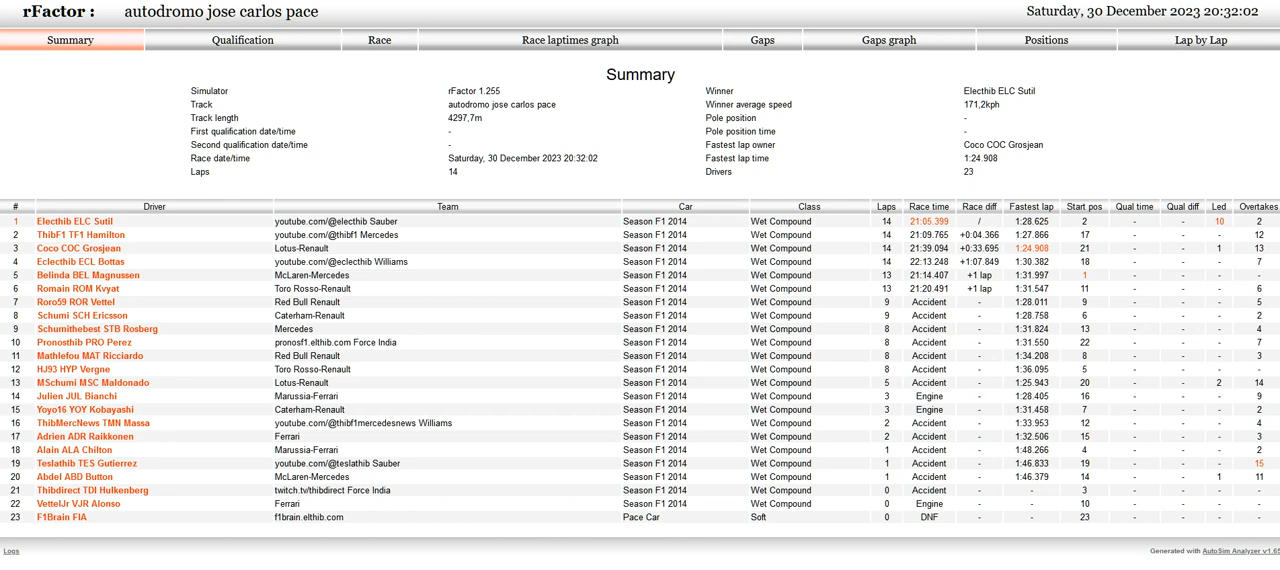 rFactor : autodromo jose carlos pace Saturday, 30 December 2023 20:32:02
Summary Qualification Race Race laptimes graph Gaps Gaps graph Positions Lap by Lap
Summary
Simulator rFactor 1.255 Winner Electhib ELC Sutil
Track autodromo jose carlos pace Winner average speed 171,2kph
Track length 4297,7m Pole position -
First qualification date/time - Pole position time -
Second qualification date/time - Fastest lap owner Coco COC Grosjean
Race date/time Saturday, 30 December 2023 20:32:02 Fastest lap time 1:24.908
Laps 14 Drivers 23
# Driver Team Car Class Laps Race time Race diff Fastest lap Start pos Qual time Qual diff Led Overtakes
1 Electhib ELC Sutil youtube.com/@electhib Sauber Season F1 2014 Wet Compound 14 21:05.399 / 1:28.625 2 - - 10 2
2 ThibF1 TF1 Hamilton youtube.com/@thibf1 Mercedes Season F1 2014 Wet Compound 14 21:09.765 +0:04.366 1:27.866 17 - - - 12
3 Coco COC Grosjean Lotus-Renault Season F1 2014 Wet Compound 14 21:39.094 +0:33.695 1:24.908 21 - - 1 13
4 Eclecthib ECL Bottas youtube.com/@eclecthib Williams Season F1 2014 Wet Compound 14 22:13.248 +1:07.849 1:30.382 18 - - - 7
5 Belinda BEL Magnussen McLaren-Mercedes Season F1 2014 Wet Compound 13 21:14.407 +1 lap 1:31.997 1 - - - -
6 Romain ROM Kvyat Toro Rosso-Renault Season F1 2014 Wet Compound 13 21:20.491 +1 lap 1:31.547 11 - - - 6
7 Roro59 ROR Vettel Red Bull Renault Season F1 2014 Wet Compound 9 Accident - 1:28.011 9 - - - 5
8 Schumi SCH Ericsson Caterham-Renault Season F1 2014 Wet Compound 9 Accident - 1:28.758 6 - - - 2
9 Schumithebest STB Rosberg Mercedes Season F1 2014 Wet Compound 9 Accident - 1:31.824 13 - - - 4
10 Pronosthib PRO Perez pronosf1.elthib.com Force India Season F1 2014 Wet Compound 8 Accident - 1:31.550 22 - - - 7
11 Mathlefou MAT Ricciardo Red Bull Renault Season F1 2014 Wet Compound 8 Accident - 1:34.208 8 - - - 3
12 HJ93 HYP Vergne Toro Rosso-Renault Season F1 2014 Wet Compound 8 Accident - 1:36.095 5 - - - -
13 MSchumi MSC Maldonado Lotus-Renault Season F1 2014 Wet Compound 5 Accident - 1:25.943 20 - - 2 14
14 Julien JUL Bianchi Marussia-Ferrari Season F1 2014 Wet Compound 3 Engine - 1:28.405 16 - - - 9
15 Yoyo16 YOY Kobayashi Caterham-Renault Season F1 2014 Wet Compound 3 Engine - 1:31.458 7 - - - 2
16 ThibMercNews TMN Massa youtube.com/@thibf1mercedesnews Williams Season F1 2014 Wet Compound 2 Accident - 1:33.953 12 - - - 4
17 Adrien ADR Raikkonen Ferrari Season F1 2014 Wet Compound 2 Accident - 1:32.506 15 - - - 3
18 Alain ALA Chilton Marussia-Ferrari Season F1 2014 Wet Compound 1 Accident - 1:48.266 4 - - - 2
19 Teslathib TES Gutierrez youtube.com/@teslathib Sauber Season F1 2014 Wet Compound 1 Accident - 1:46.833 19 - - - 15
20 Abdel ABD Button McLaren-Mercedes Season F1 2014 Wet Compound 1 Accident - 1:46.379 14 - - 1 11
21 Thibdirect TDI Hulkenberg twitch.tv/thibdirect Force India Season F1 2014 Wet Compound 0 Accident - - 3 - - - -
22 VettelJr VJR Alonso Ferrari Season F1 2014 Wet Compound 0 Engine - - 10 - - - -
23 F1Brain FIA f1brain.elthib.com Pace Car Soft 0 DNF - - 23 - - - -
Logs Generated with AutoSim Analyzer v1.65